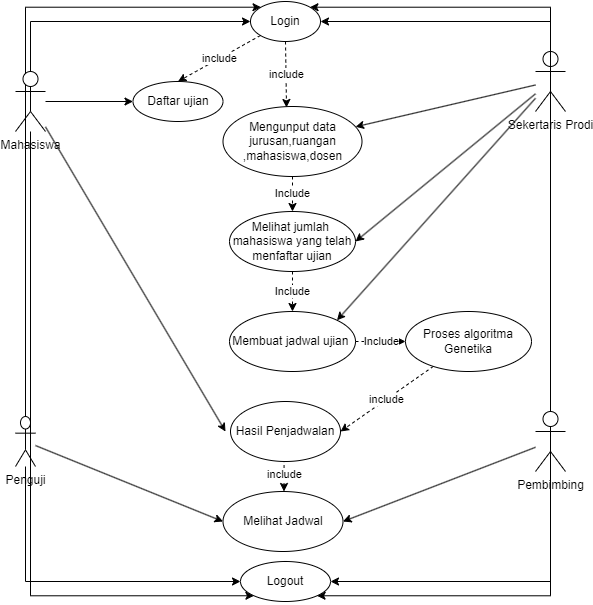 Login
include
include
Daftar ujian
Mahasiswa
Sekertaris Prodi
Mengunput data
jurusan,ruangan
,mahasiswa,dosen
Include
Melihat jumlah
mahasiswa yang telah
menfaftar ujian
Include
Membuat jadwal ujian
Include
Proses algoritma
Genetika
include
Hasil Penjadwalan
include
Penguji
Pembimbing
Melihat Jadwal
Logout